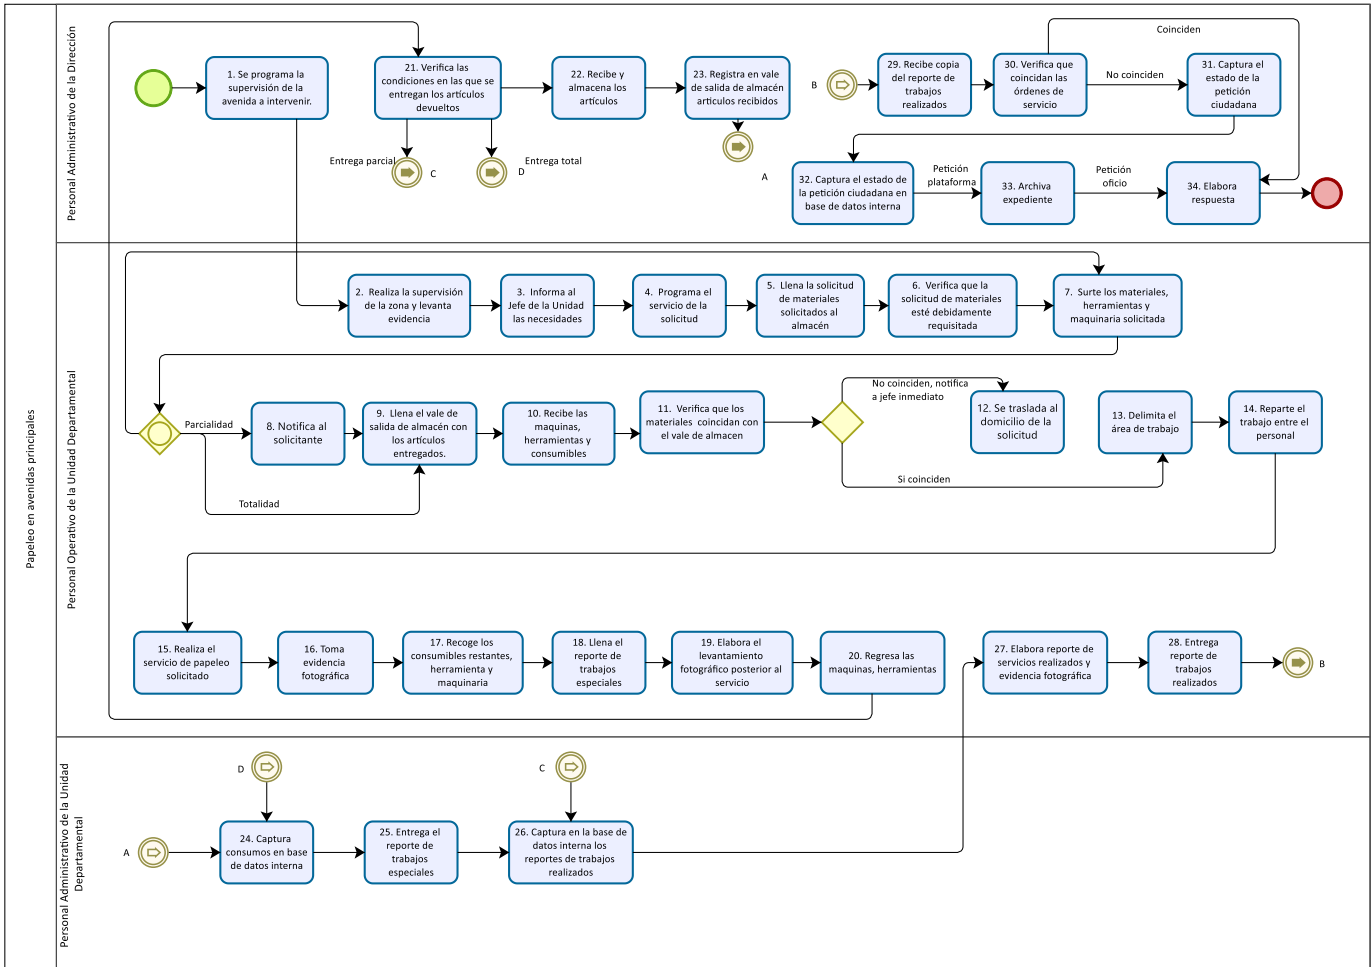 Papeleo en avenidas principales
Personal Administrativo de la Dirección
1. Se programa la
supervisión de la
avenida a intervenir.
21. Verifica las
condiciones en las que se
entregan los artículos
devueltos
22. Recibe y
almacena los
artículos
23. Registra en vale
de salida de almacén
articulos recibidos
Entrega parcial
C
Entrega total
D
A
B
29. Recibe copia
del reporte de
trabajos
realizados
30. Verifica que
coincidan las
órdenes de
servicio
Coinciden
No coinciden
31. Captura el
estado de la
petición
ciudadana
32. Captura el estado de
la petición ciudadana en
base de datos interna
Petición
plataforma
33. Archiva
expediente
Petición
oficio
34. Elabora
respuesta
Personal Operativo de la Unidad Departamental
2. Realiza la supervisión
de la zona y levanta
evidencia
3. Informa al
Jefe de la Unidad
las necesidades
4. Programa el
servicio de la
solicitud
5. Llena la solicitud
de materiales
solicitados al
almacén
6. Verifica que la
solicitud de materiales
esté debidamente
requisitada
7. Surte los materiales,
herramientas y
maquinaria solicitada
Parcialidad
Totalidad
8. Notifica al
solicitante
9. Llena el vale de
salida de almacén con
los artículos
entregados.
10. Recibe las
maquinas,
herramientas y
consumibles
11. Verifica que los
materiales coincidan con
el vale de almacen
No coinciden, notifica
a jefe inmediato
Si coinciden
12. Se traslada al
domicilio de la
solicitud
13. Delimita el
área de trabajo
14. Reparte el
trabajo entre el
personal
15. Realiza el
servicio de papeleo
solicitado
16. Toma
evidencia
fotográfica
17. Recoge los
consumibles restantes,
herramienta y
maquinaria
18. Llena el
reporte de
trabajos
especiales
19. Elabora el
levantamiento
fotográfico posterior al
servicio
20. Regresa las
maquinas, herramientas
27. Elabora reporte de
servicios realizados y
evidencia fotográfica
28. Entrega
reporte de
trabajos
realizados
B
Personal Administrativo de la Unidad
Departamental
D
C
A
24. Captura
consumos en base
de datos interna
25. Entrega el
reporte de
trabajos
especiales
26. Captura en la base de
datos interna los
reportes de trabajos
realizados